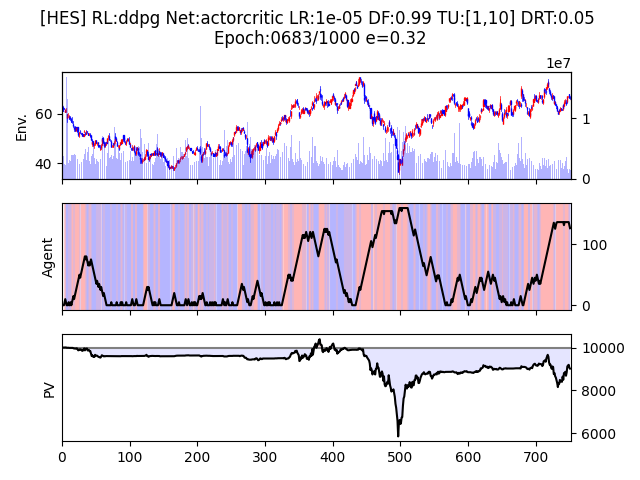 [HES] RL:ddpg Net:actorcritic LR:1e-05 DF:0.99 TU:[1,10] DRT:0.05
Epoch:0683/1000 e=0.32
1e7
Env.
60
40
1
0
Agent
100
0
PV
10000
8000
6000
0 100 200 300 400 500 600 700